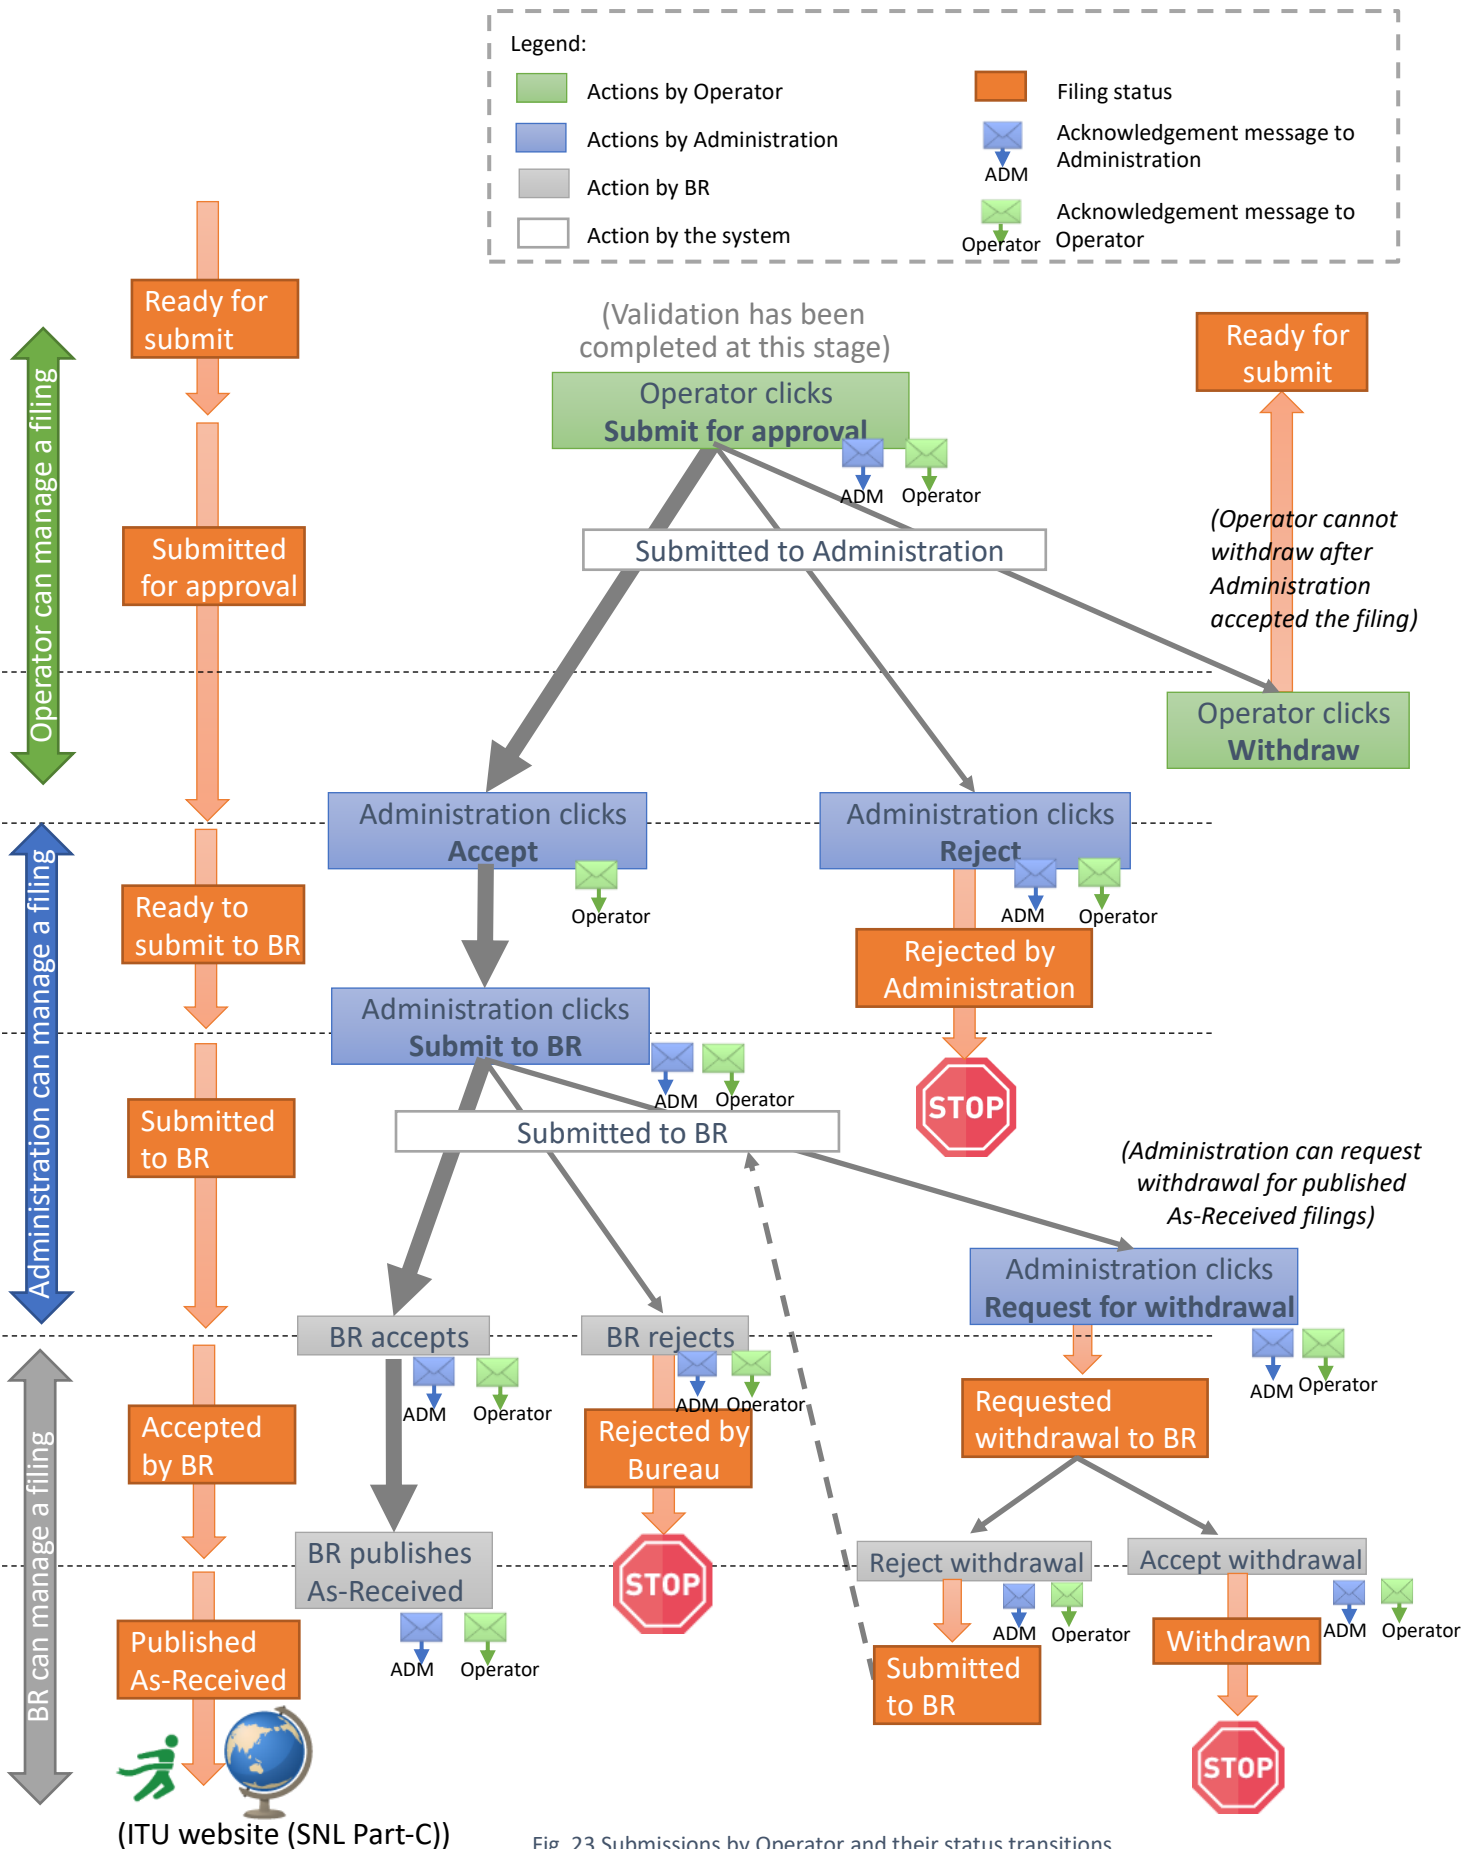 Legend:
Actions by Operator
Actions by Administration
Action by BR
Action by the system
Filing status
Acknowledgement message to
Administration
ADM
Acknowledgement message to
Operator
Operator
Operator can manage a filing
Administration can manage a filing
BR can manage a filing
Ready for
submit
Submitted
for approval
Ready to
submit to BR
Submitted
to BR
Accepted
by BR
Published
As-Received
(ITU website (SNL Part-C))
(Validation has been
completed at this stage)
Operator clicks
Submit for approval
ADM
Operator
Submitted to Administration
Ready for
submit
(Operator cannot
withdraw after
Administration
accepted the filing)
Operator clicks
Withdraw
Administration clicks
Accept
Operator
Administration clicks
Reject
ADM
Operator
Rejected by
Administration
STOP
Administration clicks
Submit to BR
ADM
Operator
Submitted to BR
(Administration can request
withdrawal for published
As-Received filings)
Administration clicks
Request for withdrawal
ADM
Operator
BR accepts
ADM
Operator
BR rejects
ADM
Operator
Rejected by
Bureau
STOP
Requested
withdrawal to BR
BR publishes
As-Received
ADM
Operator
Reject withdrawal
ADM
Operator
Submitted
to BR
Accept withdrawal
ADM
Operator
Withdrawn
STOP
Fig. 23 Submissions by Operator and their status transitions